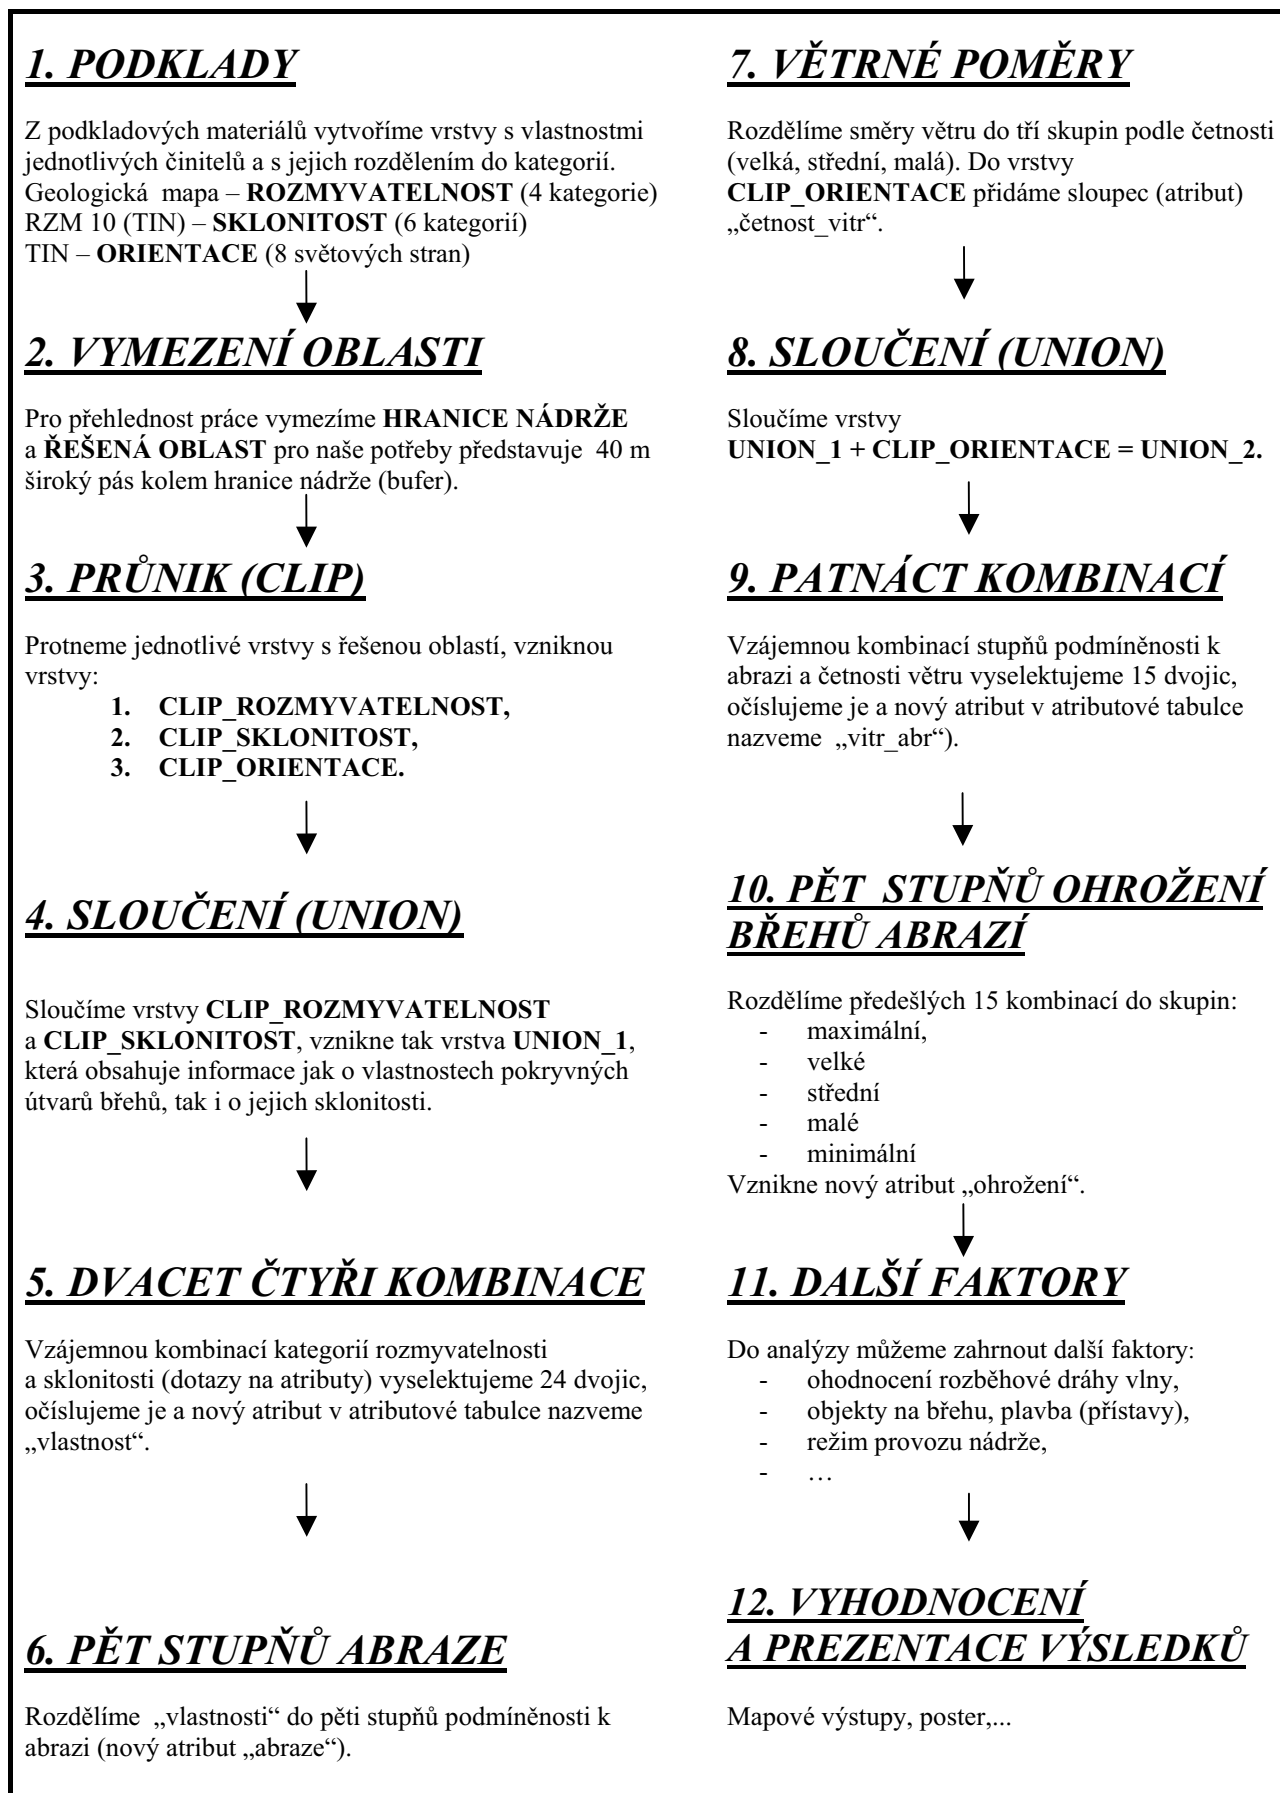 1. PODKLADY
Z podkladových materiálů vytvoříme vrstvy s vlastnostmi
jednotlivých činitelů a s jejich rozdělením do kategorií.
Geologická mapa – ROZMYVATELNOST (4 kategorie)
RZM 10 (TIN) – SKLONITOST (6 kategorií)
TIN – ORIENTACE (8 světových stran)
2. VYMEZENÍ OBLASTI
Pro přehlednost práce vymezíme HRANICE NÁDRŽE
a ŘEŠENÁ OBLAST pro naše potřeby představuje 40 m
široký pás kolem hranice nádrže (bufer).
3. PRŮNIK (CLIP)
Protneme jednotlivé vrstvy s řešenou oblastí, vzniknou
vrstvy:
1. CLIP_ROZMYVATELNOST,
2. CLIP_SKLONITOST,
3. CLIP_ORIENTACE.
4. SLOUČENÍ (UNION)
Sloučíme vrstvy CLIP_ROZMYVATELNOST
a CLIP_SKLONITOST, vznikne tak vrstva UNION_1,
která obsahuje informace jak o vlastnostech pokryvných
útvarů břehů, tak i o jejich sklonitosti.
5. DVACET ČTYŘI KOMBINACE
Vzájemnou kombinací kategorií rozmyvatelnosti
a sklonitosti (dotazy na atributy) vyselektujeme 24 dvojic,
očíslujeme je a nový atribut v atributové tabulce nazveme
„vlastnost“.
6. PĚT STUPŇŮ ABRAZE
Rozdělíme „vlastnosti“ do pěti stupňů podmíněnosti k
abrazi (nový atribut „abraze“).
7. VĚTRNÉ POMĚRY
Rozdělíme směry větru do tří skupin podle četnosti
(velká, střední, malá). Do vrstvy
CLIP_ORIENTACE přidáme sloupec (atribut)
„četnost_vitr“.
8. SLOUČENÍ (UNION)
Sloučíme vrstvy
UNION_1 + CLIP_ORIENTACE = UNION_2.
9. PATNÁCT KOMBINACÍ
Vzájemnou kombinací stupňů podmíněnosti k
abrazi a četnosti větru vyselektujeme 15 dvojic,
očíslujeme je a nový atribut v atributové tabulce
nazveme „vitr_abr“).
10. PĚT STUPŇŮ OHROŽENÍ
BŘEHŮ ABRAZÍ
Rozdělíme předešlých 15 kombinací do skupin:
- maximální,
- velké
- střední
- malé
- minimální
Vznikne nový atribut „ohrožení“.
11. DALŠÍ FAKTORY
Do analýzy můžeme zahrnout další faktory:
- ohodnocení rozběhové dráhy vlny,
- objekty na břehu, plavba (přístavy),
- režim provozu nádrže,
- …
12. VYHODNOCENÍ
A PREZENTACE VÝSLEDKŮ
Mapové výstupy, poster,...